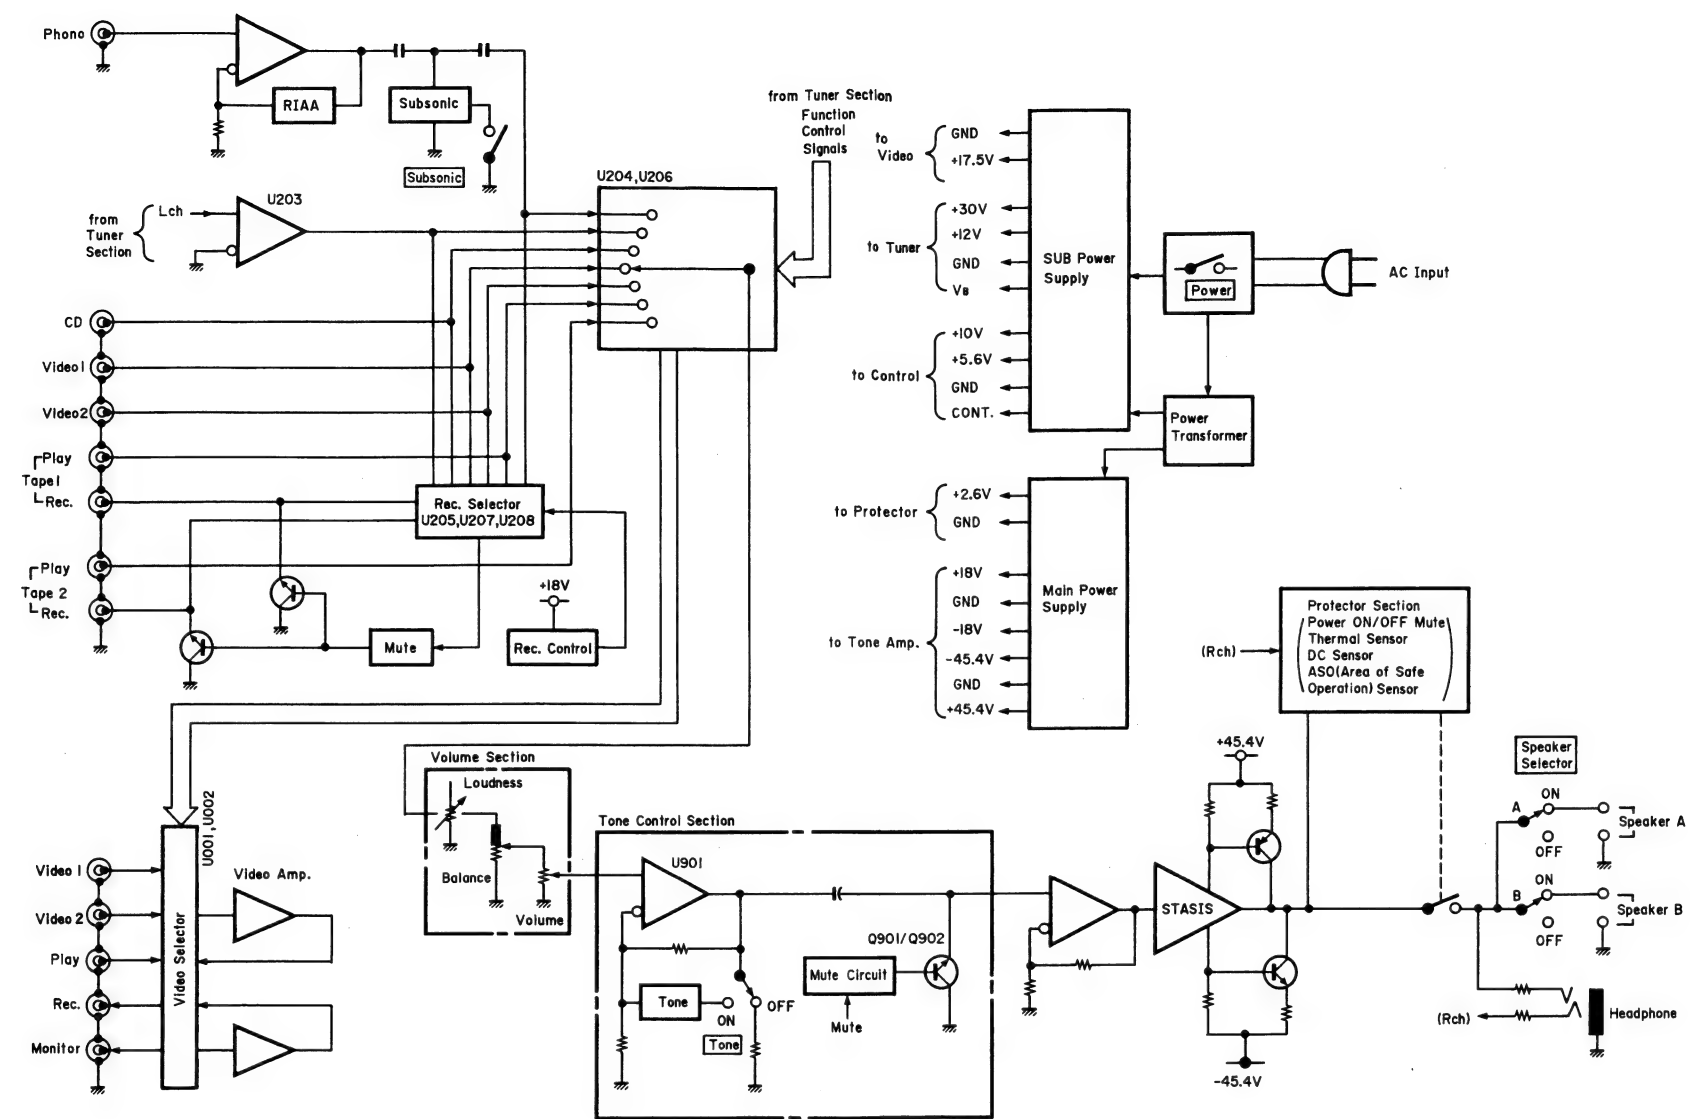 Phono
RIAA
Subsonic
Subsonic
from Tuner Section
Function
Control
Signals
U204,U206
U203
Lch
from
Tuner
Section
to
Video
GND
+17.5V
to Tuner
+30V
+12V
GND
VB
SUB Power
Supply
Power
AC Input
to Control
+10V
+5.6V
GND
CONT.
Power
Transformer
CD
Video1
Video2
Play
Tape1
Rec.
Rec. Selector
U205,U207,U208
Play
Tape 2
Rec.
Mute
+18V
Rec. Control
to Protector
+2.6V
GND
to Tone Amp.
+18V
GND
-18V
-45.4V
GND
+45.4V
Main Power
Supply
(Rch)
Protector Section
Power ON/OFF Mute
Thermal Sensor
DC Sensor
ASO(Area of Safe
Operation) Sensor
Volume Section
Loudness
Balance
Volume
Tone Control Section
U901
Tone
ON
OFF
Tone
Q901/Q902
Mute Circuit
Mute
STASIS
+45.4V
-45.4V
Speaker
Selector
A
ON
OFF
Speaker A
B
ON
OFF
Speaker B
(Rch)
Headphone
U001,U002
Video Selector
Video Amp.
Video 1
Video 2
Play
Rec.
Monitor